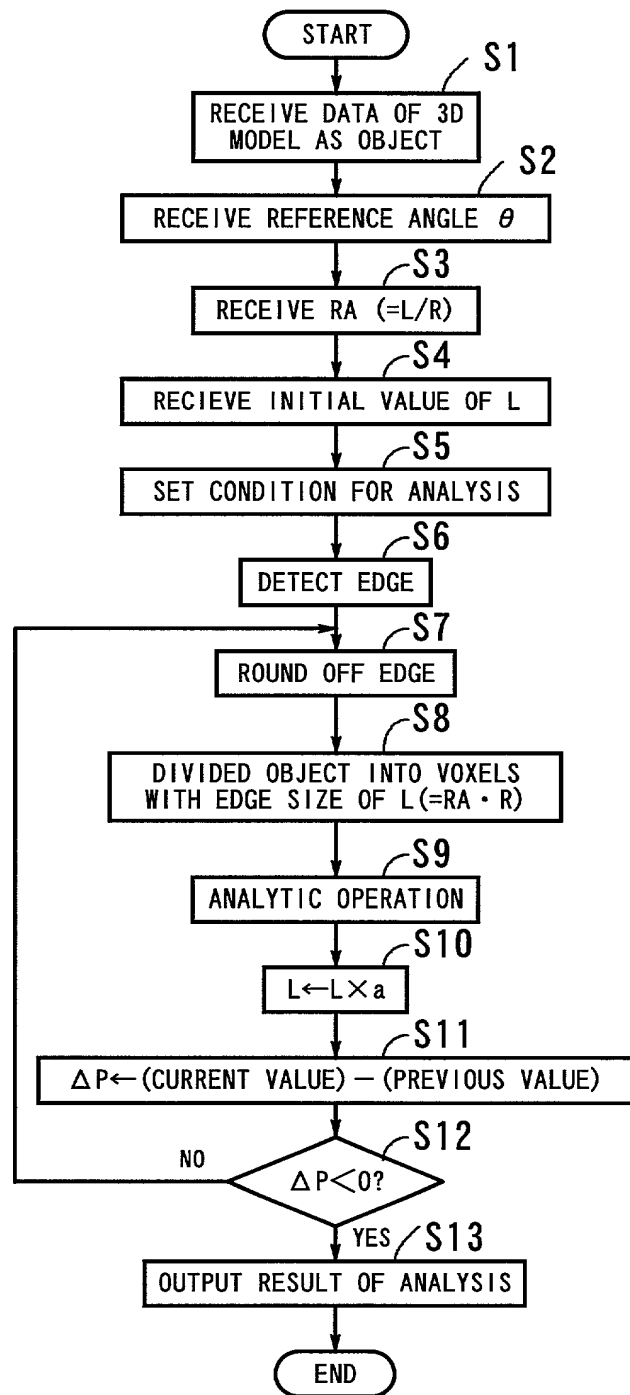 START
S1
RECEIVE DATA OF 3D
MODEL AS OBJECT
S2
RECEIVE REFERENCE ANGLE θ
S3
RECEIVE RA (=L/R)
S4
RECIEVE INITIAL VALUE OF L
S5
SET CONDITION FOR ANALYSIS
S6
DETECT EDGE
S7
ROUND OFF EDGE
S8
DIVIDED OBJECT INTO VOXELS
WITH EDGE SIZE OF L(=RA・R)
S9
ANALYTIC OPERATION
S10
L←L×a
S11
ΔP←(CURRENT VALUE)−(PREVIOUS VALUE)
S12
NO
ΔP<0?
YES
S13
OUTPUT RESULT OF ANALYSIS
END